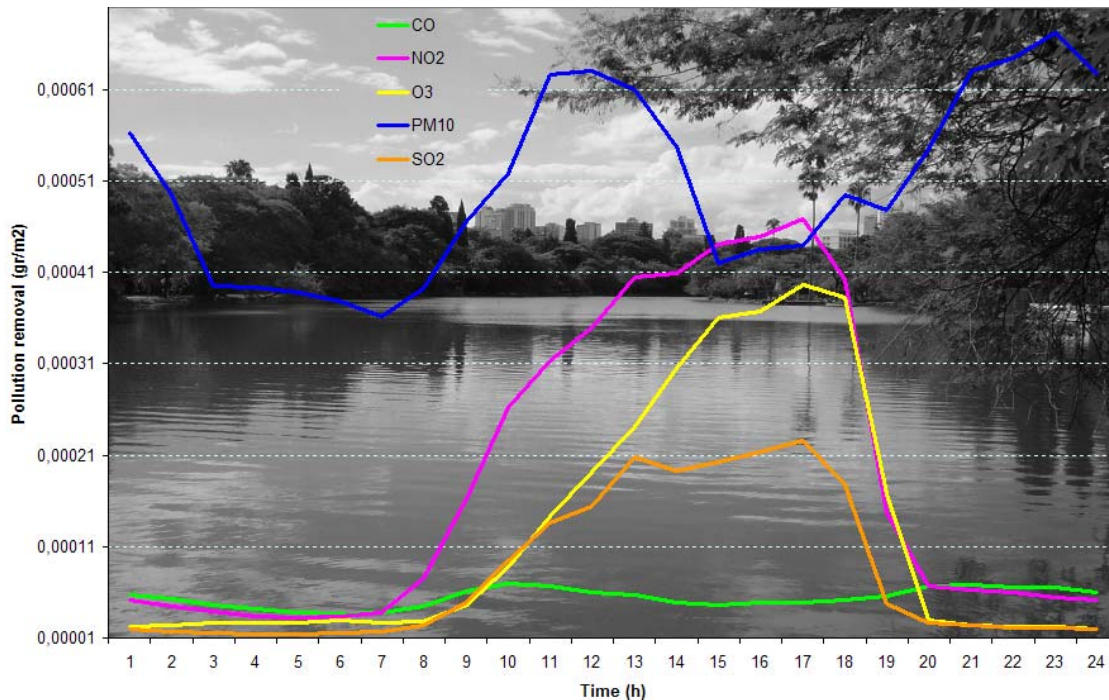 CO
NO2
O3
PM10
SO2
Pollution removal (gr/m2)
0,00061
0,00051
0,00041
0,00031
0,00021
0,00011
0,00001
1 2 3 4 5 6 7 8 9 10 11 12 13 14 15 16 17 18 19 20 21 22 23 24
Time (h)